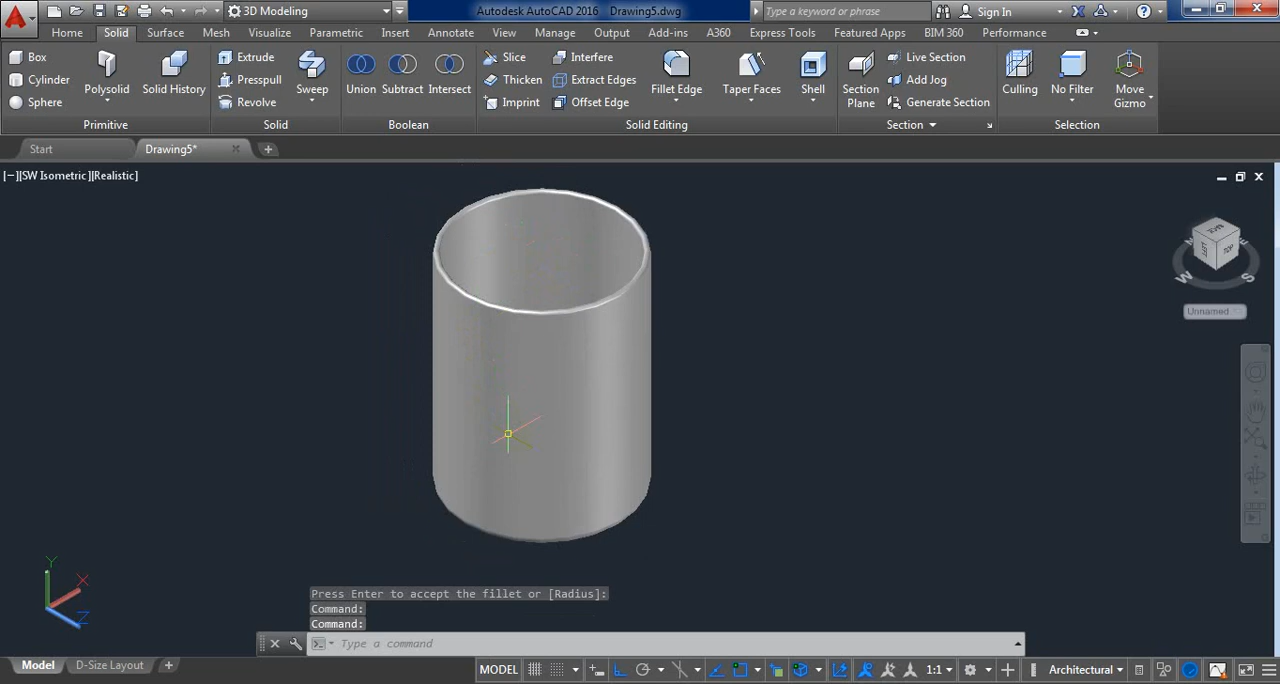 3D Modeling
Autodesk AutoCAD 2016 Drawing5.dwg
Type a keyword or phrase
Sign In
Home Solid Surface Mesh Visualize Parametric Insert Annotate View Manage Output Add-ins A360 Express Tools Featured Apps BIM 360 Performance
Box
Cylinder
Sphere
Polysolid
Solid History
Primitive
Extrude
Presspull
Revolve
Sweep
Solid
Union
Subtract
Intersect
Boolean
Slice
Thicken
Imprint
Interfere
Extract Edges
Offset Edge
Fillet Edge
Taper Faces
Shell
Solid Editing
Section
Plane
Live Section
Add Jog
Generate Section
Section
Culling
No Filter
Move
Gizmo
Selection
Start
Drawing5*
[−][SW Isometric][Realistic]
LEFT
TOP
W
S
Unnamed
Y
X
Z
Press Enter to accept the fillet or [Radius]:
Command:
Command:
Type a command
Model
D-Size Layout
MODEL
1:1
Architectural